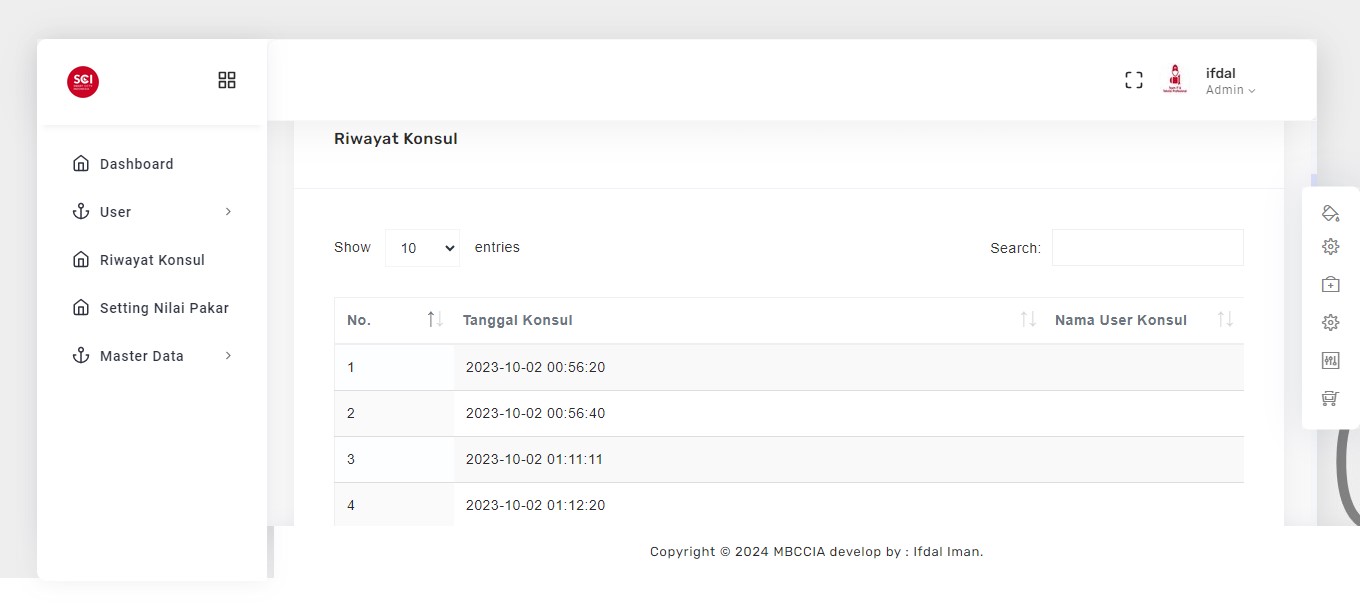 SCI
ifdal
Admin
Riwayat Konsul
Dashboard
User
Riwayat Konsul
Setting Nilai Pakar
Master Data
Show 10 entries
Search:
No. Tanggal Konsul Nama User Konsul
1 2023-10-02 00:56:20
2 2023-10-02 00:56:40
3 2023-10-02 01:11:11
4 2023-10-02 01:12:20
Copyright © 2024 MBCCIA develop by : Ifdal Iman.